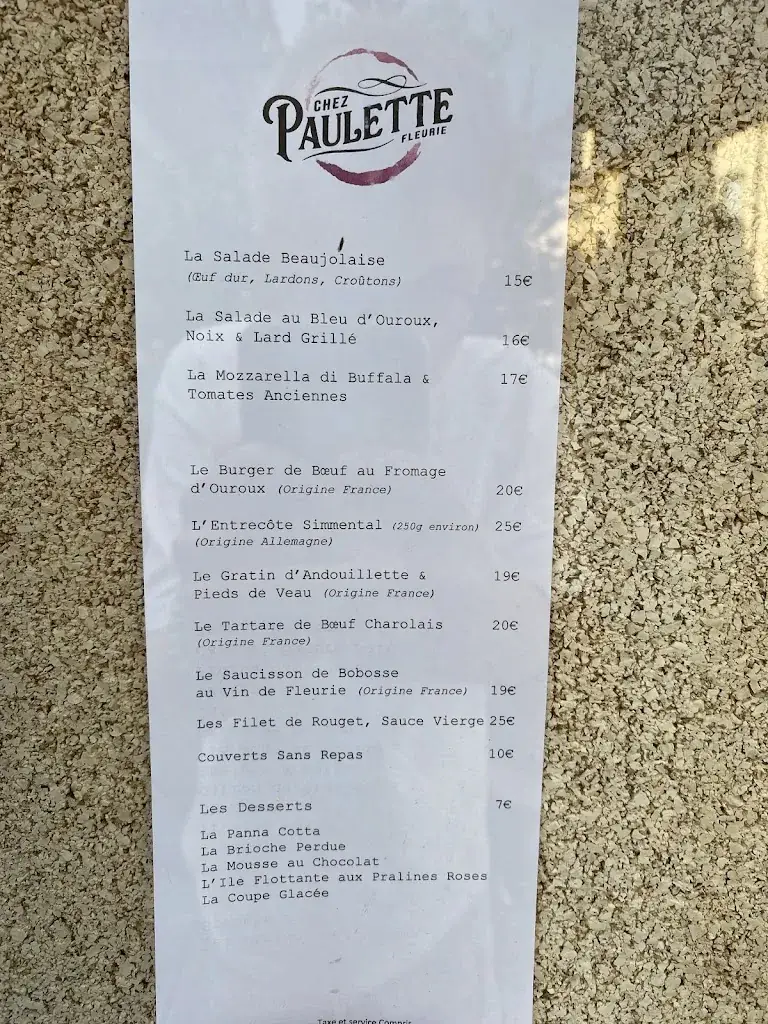 CHEZ
PAULETTE
FLEURIE
La Salade Beaujolaise
(Œuf dur, Lardons, Croûtons) 15€
La Salade au Bleu d'Ouroux,
Noix & Lard Grillé 16€
La Mozzarella di Buffala & 17€
Tomates Anciennes
Le Burger de Bœuf au Fromage
d'Ouroux (Origine France) 20€
L'Entrecôte Simmental (250g environ) 25€
(Origine Allemagne)
Le Gratin d'Andouillette & 19€
Pieds de Veau (Origine France)
Le Tartare de Bœuf Charolais 20€
(Origine France)
Le Saucisson de Bobosse
au Vin de Fleurie (Origine France) 19€
Les Filet de Rouget, Sauce Vierge 25€
Couverts Sans Repas 10€
Les Desserts 7€
La Panna Cotta
La Brioche Perdue
La Mousse au Chocolat
L'Ile Flottante aux Pralines Roses
La Coupe Glacée
Taxe et service Compris